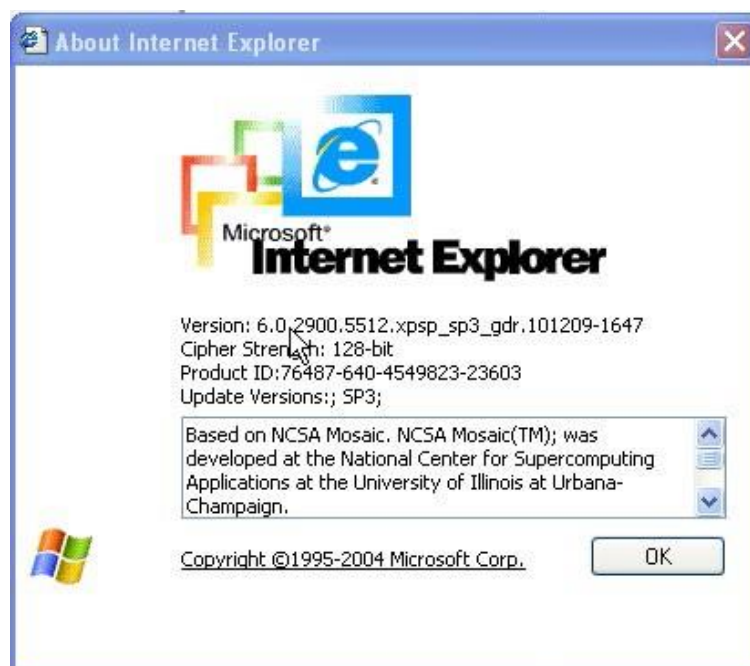 About Internet Explorer
Microsoft®
Internet Explorer
Version: 6.0.2900.5512.xpsp_sp3_gdr.101209-1647
Cipher Strength: 128-bit
Product ID:76487-640-4549823-23603
Update Versions:; SP3;
Based on NCSA Mosaic. NCSA Mosaic(TM); was
developed at the National Center for Supercomputing
Applications at the University of Illinois at Urbana-
Champaign.
Copyright ©1995-2004 Microsoft Corp.
OK